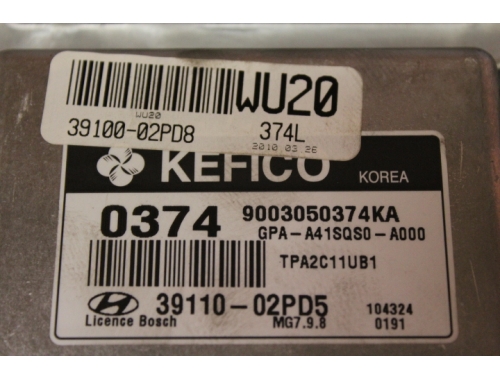 WU20
WU20
39100-02PD8 374L
2010 03 26
KEFICO KOREA
0374 9003050374KA
GPA-A41SQS0-A000
TPA2C11UB1
39110-02PD5 104324
Licence Bosch MG7.9.8 0191